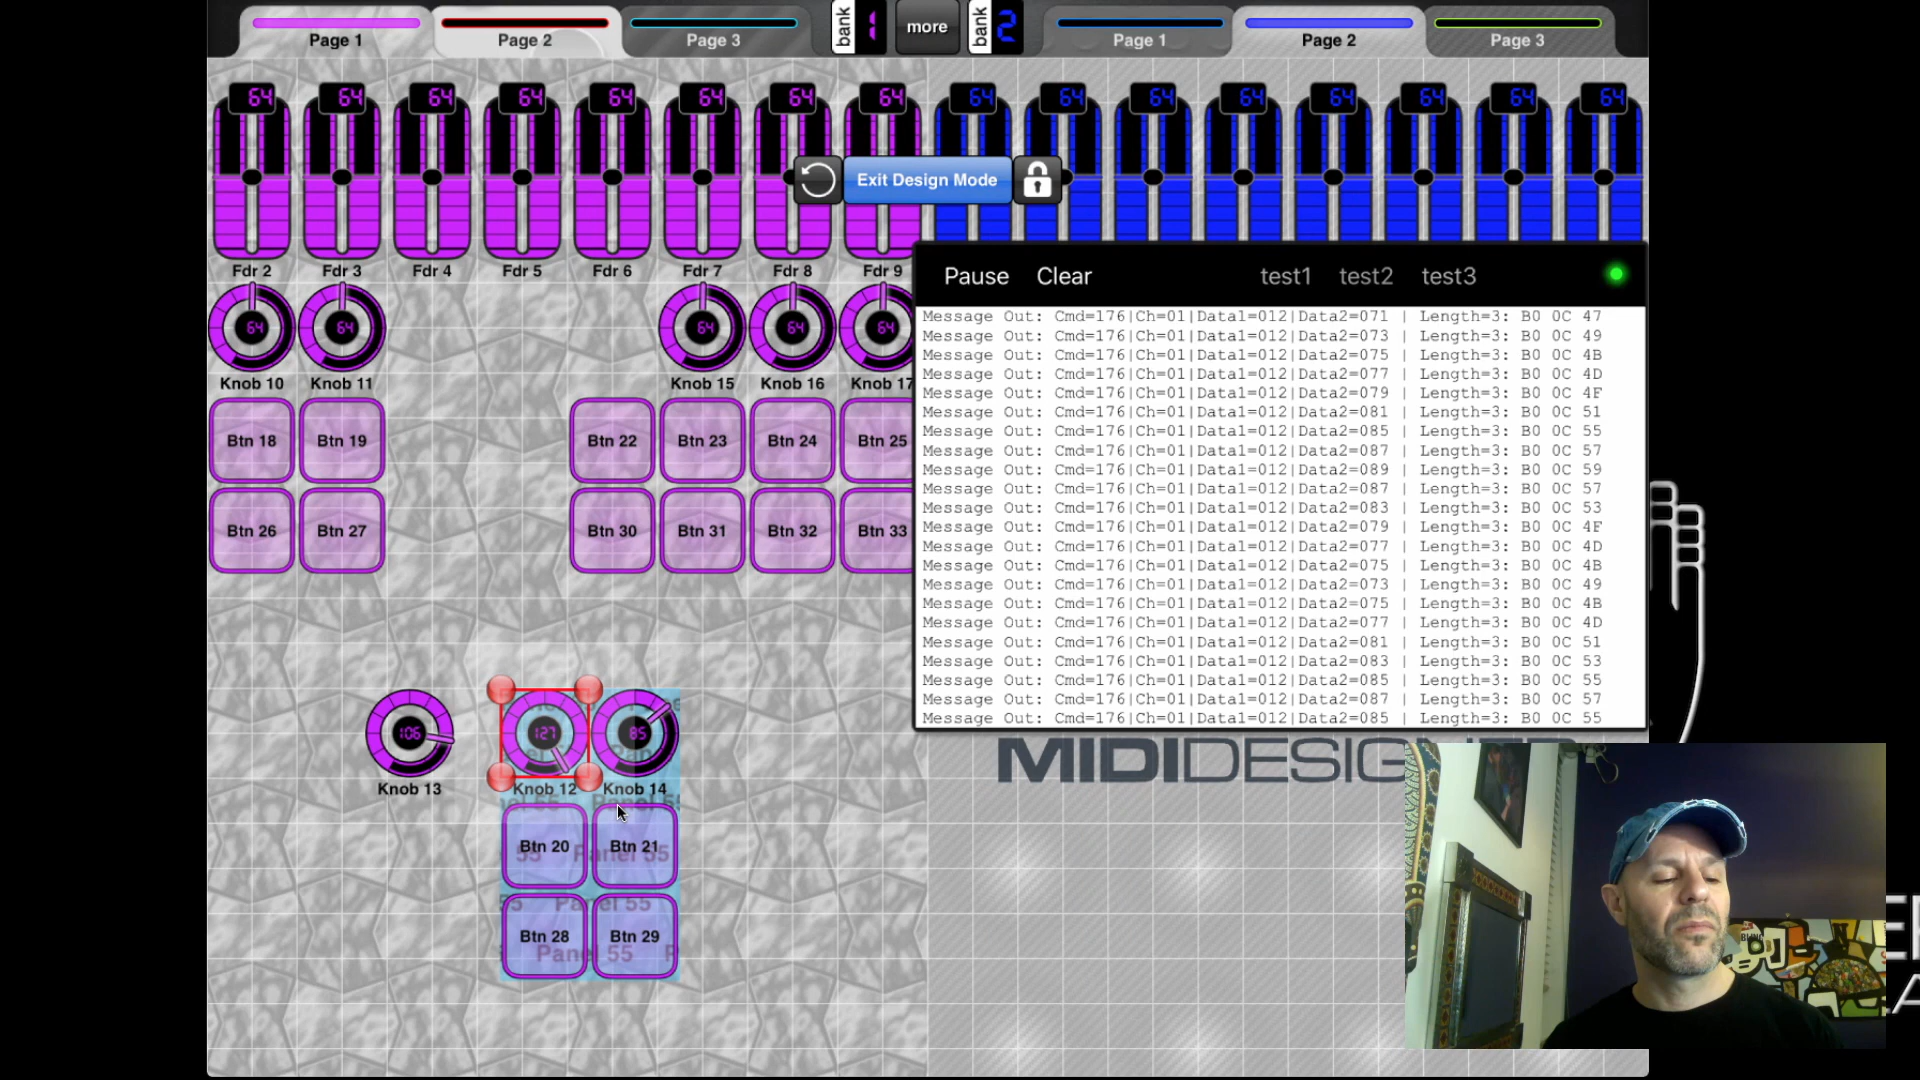 Page 1
Page 2
Page 3
bank
1
more
bank
2
Page 1
Page 2
Page 3
64 64 64 64 64 64 64 64 64 64 64 64 64 64 64 64
Exit Design Mode
Fdr 2 Fdr 3 Fdr 4 Fdr 5 Fdr 6 Fdr 7 Fdr 8 Fdr 9
64 64 64 64 64
Knob 10 Knob 11 Knob 15 Knob 16 Knob 17
Btn 18 Btn 19 Btn 22 Btn 23 Btn 24 Btn 25
Btn 26 Btn 27 Btn 30 Btn 31 Btn 32 Btn 33
Pause Clear test1 test2 test3
Message Out: Cmd=176|Ch=01|Data1=012|Data2=071 | Length=3: B0 0C 47
Message Out: Cmd=176|Ch=01|Data1=012|Data2=073 | Length=3: B0 0C 49
Message Out: Cmd=176|Ch=01|Data1=012|Data2=075 | Length=3: B0 0C 4B
Message Out: Cmd=176|Ch=01|Data1=012|Data2=077 | Length=3: B0 0C 4D
Message Out: Cmd=176|Ch=01|Data1=012|Data2=079 | Length=3: B0 0C 4F
Message Out: Cmd=176|Ch=01|Data1=012|Data2=081 | Length=3: B0 0C 51
Message Out: Cmd=176|Ch=01|Data1=012|Data2=085 | Length=3: B0 0C 55
Message Out: Cmd=176|Ch=01|Data1=012|Data2=087 | Length=3: B0 0C 57
Message Out: Cmd=176|Ch=01|Data1=012|Data2=089 | Length=3: B0 0C 59
Message Out: Cmd=176|Ch=01|Data1=012|Data2=087 | Length=3: B0 0C 57
Message Out: Cmd=176|Ch=01|Data1=012|Data2=083 | Length=3: B0 0C 53
Message Out: Cmd=176|Ch=01|Data1=012|Data2=079 | Length=3: B0 0C 4F
Message Out: Cmd=176|Ch=01|Data1=012|Data2=077 | Length=3: B0 0C 4D
Message Out: Cmd=176|Ch=01|Data1=012|Data2=075 | Length=3: B0 0C 4B
Message Out: Cmd=176|Ch=01|Data1=012|Data2=073 | Length=3: B0 0C 49
Message Out: Cmd=176|Ch=01|Data1=012|Data2=075 | Length=3: B0 0C 4B
Message Out: Cmd=176|Ch=01|Data1=012|Data2=077 | Length=3: B0 0C 4D
Message Out: Cmd=176|Ch=01|Data1=012|Data2=081 | Length=3: B0 0C 51
Message Out: Cmd=176|Ch=01|Data1=012|Data2=083 | Length=3: B0 0C 53
Message Out: Cmd=176|Ch=01|Data1=012|Data2=085 | Length=3: B0 0C 55
Message Out: Cmd=176|Ch=01|Data1=012|Data2=087 | Length=3: B0 0C 57
Message Out: Cmd=176|Ch=01|Data1=012|Data2=085 | Length=3: B0 0C 55
106 127 85
Knob 13 Knob 12 Knob 14
MIDIDESIGNER
Btn 20 Btn 21
55 Panel 55
Panel 55
Btn 28 Btn 29
Panel 55